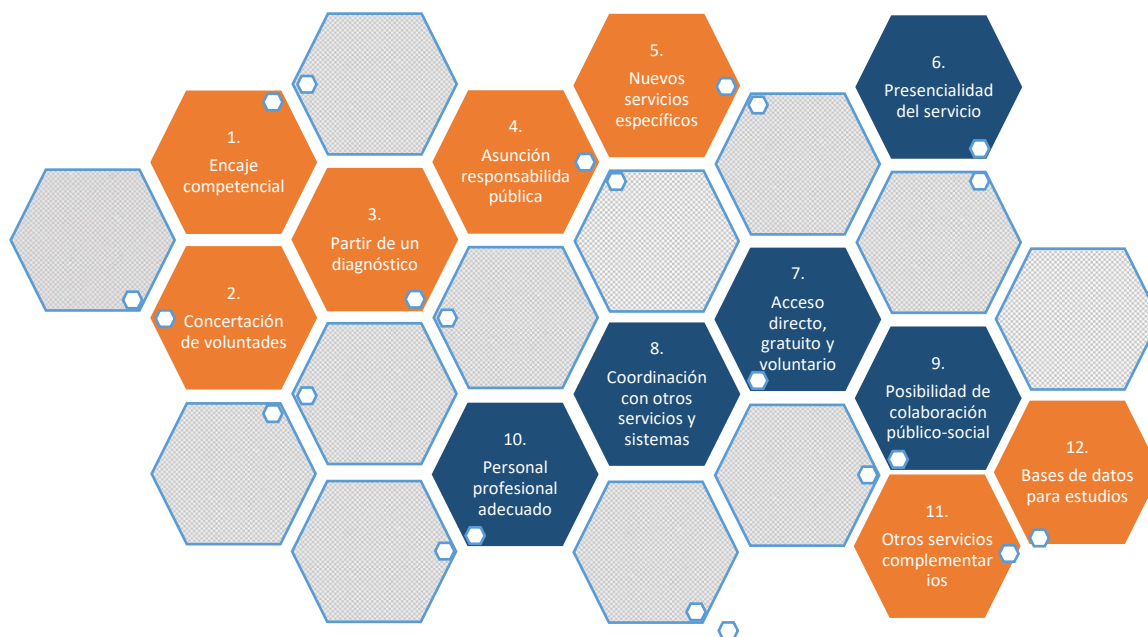 1.
Encaje
competencial
2.
Concertación
de voluntades
3.
Partir de un
diagnóstico
4.
Asunción
responsabilida
pública
5.
Nuevos
servicios
específicos
6.
Presencialidad
del servicio
7.
Acceso
directo,
gratuito y
voluntario
8.
Coordinación
con otros
servicios y
sistemas
9.
Posibilidad de
colaboración
público-social
10.
Personal
profesional
adecuado
11.
Otros servicios
complementar
ios
12.
Bases de datos
para estudios